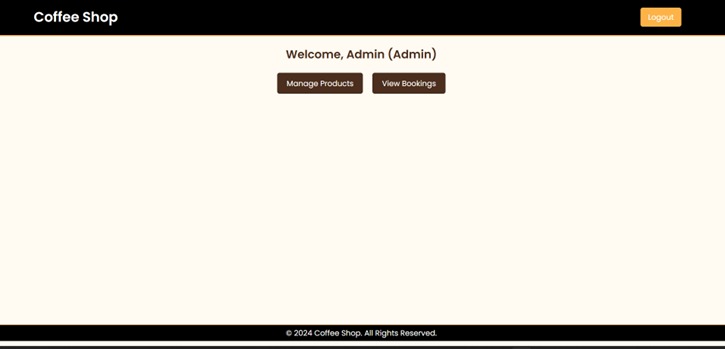 Coffee Shop
Logout
Welcome, Admin (Admin)
Manage Products
View Bookings
© 2024 Coffee Shop. All Rights Reserved.